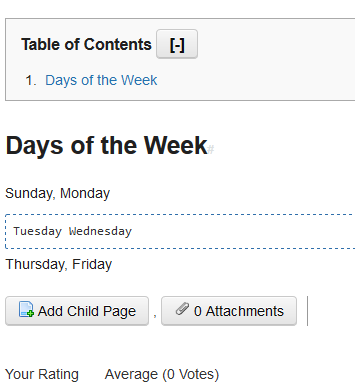 Table of Contents [-]
1. Days of the Week
Days of the Week#
Sunday, Monday
Tuesday Wednesday
Thursday, Friday
Add Child Page , 0 Attachments
Your Rating Average (0 Votes)